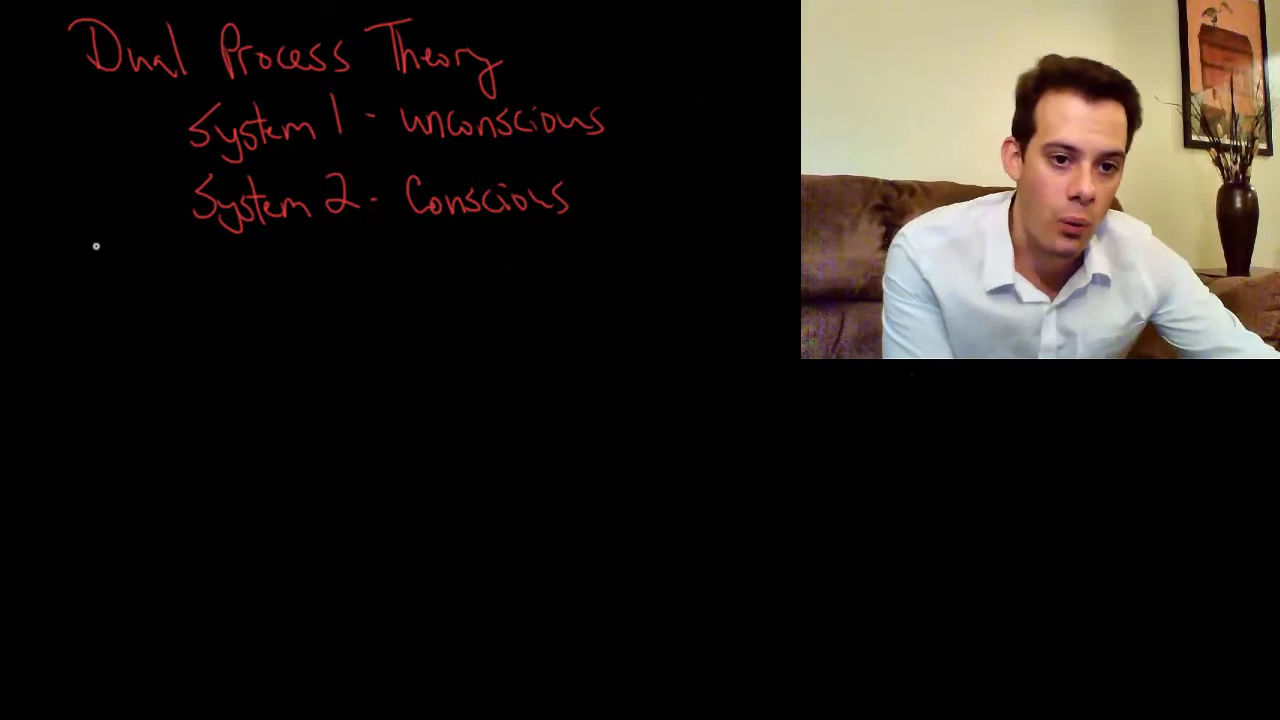 Dual Process Theory
System 1 - unconscious
System 2 - Conscious